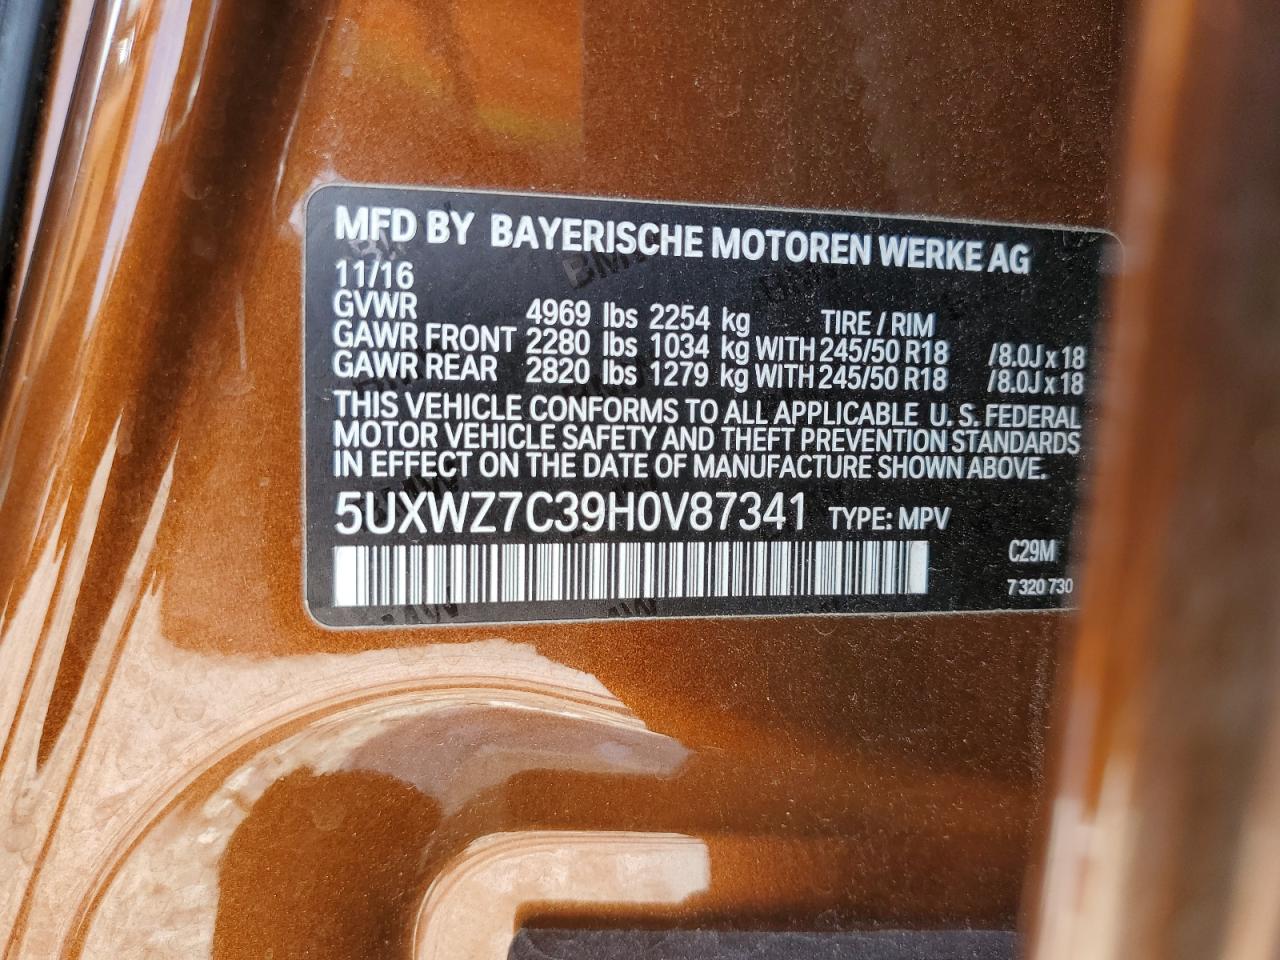 MFD BY BAYERISCHE MOTOREN WERKE AG
11/16
GVWR 4969 lbs 2254 kg TIRE / RIM
GAWR FRONT 2280 lbs 1034 kg WITH 245/50 R18 /8.0J x 18
GAWR REAR 2820 lbs 1279 kg WITH 245/50 R18 /8.0J x 18
THIS VEHICLE CONFORMS TO ALL APPLICABLE U. S. FEDERAL
MOTOR VEHICLE SAFETY AND THEFT PREVENTION STANDARDS
IN EFFECT ON THE DATE OF MANUFACTURE SHOWN ABOVE.
5UXWZ7C39H0V87341 TYPE: MPV
C29M
7 320 730